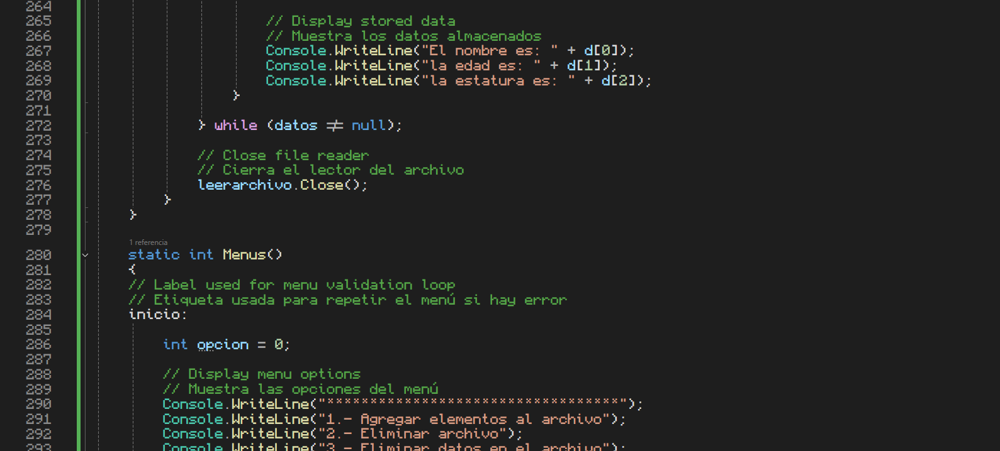 264
265 // Display stored data
266 // Muestra los datos almacenados
267 Console.WriteLine("El nombre es: " + d[0]);
268 Console.WriteLine("la edad es: " + d[1]);
269 Console.WriteLine("la estatura es: " + d[2]);
270 }
271
272 } while (datos != null);
273
274 // Close file reader
275 // Cierra el lector del archivo
276 leerarchivo.Close();
277 }
278 }
279
1 referencia
280 static int Menus()
281 {
282 // Label used for menu validation loop
283 // Etiqueta usada para repetir el menú si hay error
284 inicio:
285
286 int opcion = 0;
287
288 // Display menu options
289 // Muestra las opciones del menú
290 Console.WriteLine("**********************************");
291 Console.WriteLine("1.- Agregar elementos al archivo");
292 Console.WriteLine("2.- Eliminar archivo");
293 Console.WriteLine("3.- Eliminar datos en el archivo");